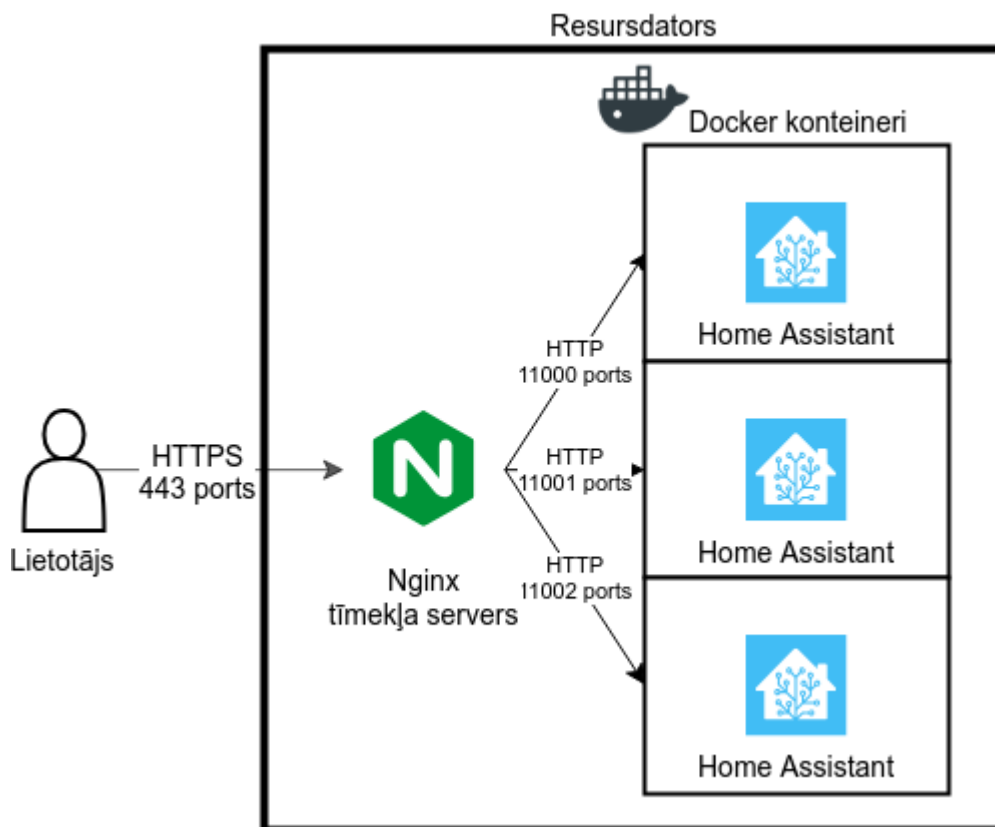 Resursdators
Docker konteineri
Home Assistant
HTTP
11000 ports
HTTPS
443 ports
HTTP
11001 ports
Home Assistant
Lietotājs
Nginx
tīmekļa servers
HTTP
11002 ports
Home Assistant